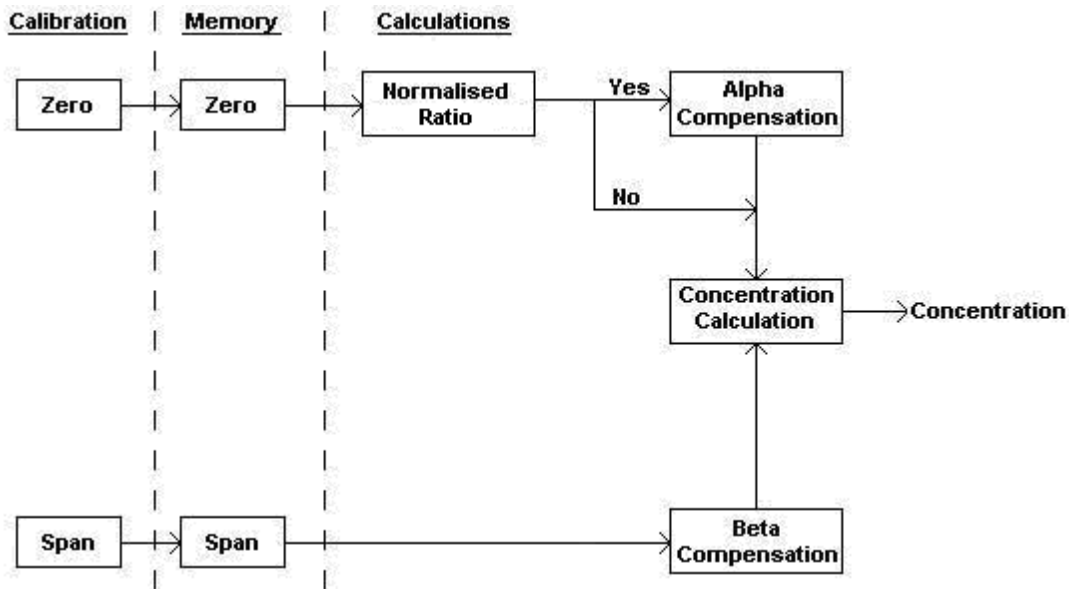 Calibration
Memory
Calculations
Zero
Zero
Normalised
Ratio
Yes
Alpha
Compensation
No
Concentration
Calculation
Concentration
Span
Span
Beta
Compensation